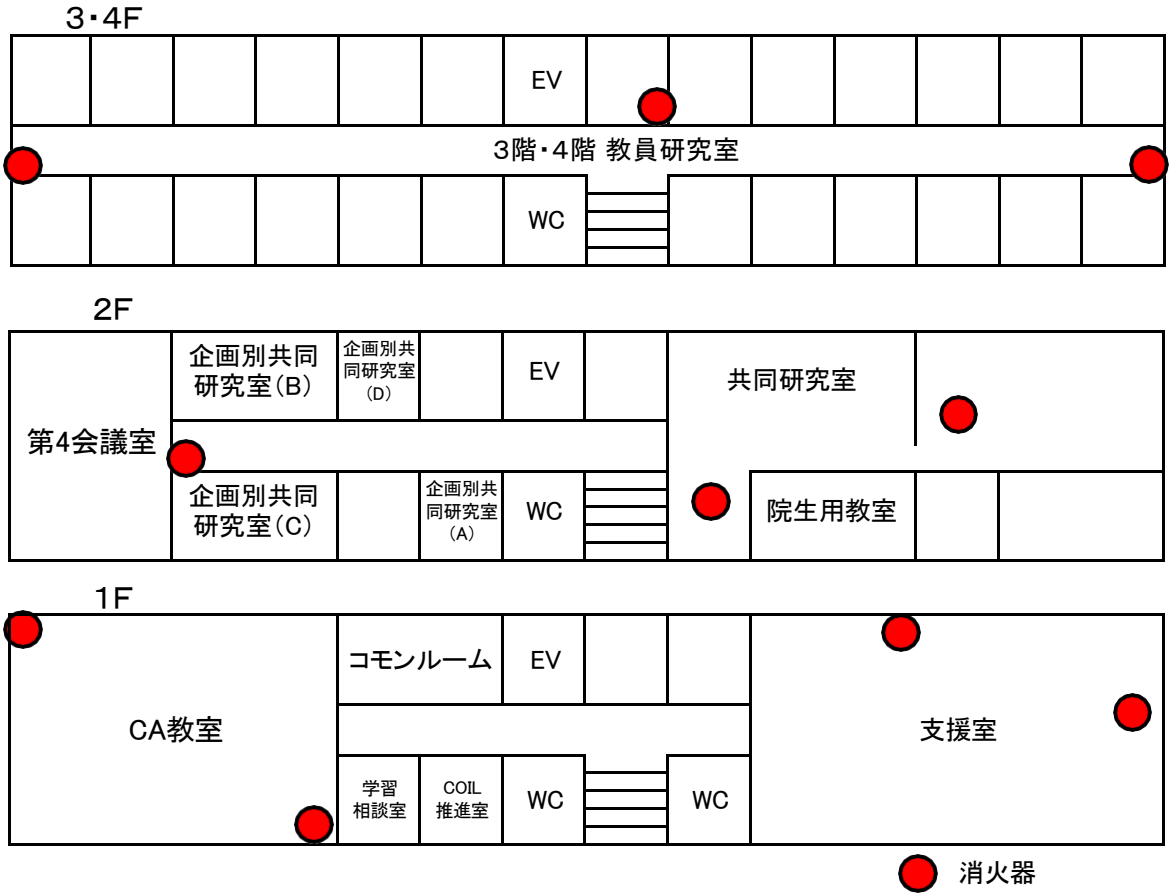 3・4F
EV
3階・4階 教員研究室
WC
2F
企画別共同
研究室(B)
企画別共
同研究室
(D)
EV
共同研究室
第4会議室
企画別共同
研究室(C)
企画別共
同研究室
(A)
WC
院生用教室
1F
コモンルーム
EV
CA教室
支援室
学習
相談室
COIL
推進室
WC
WC
消火器